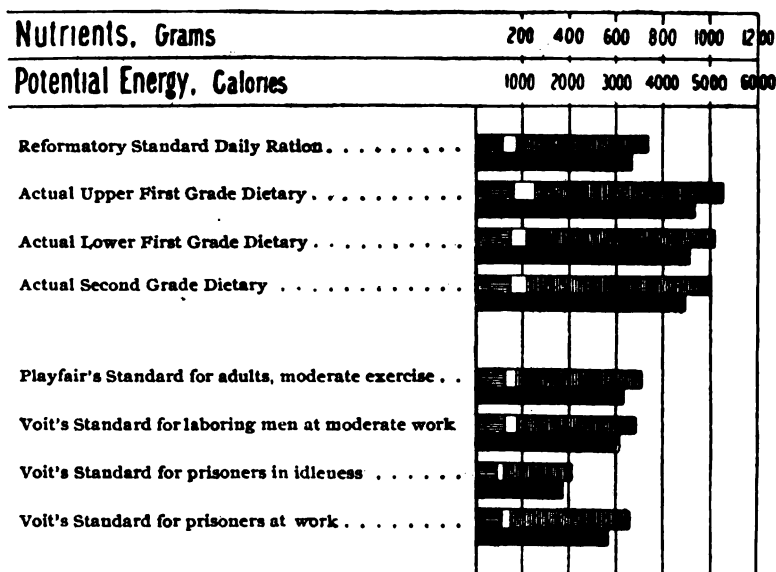 Nutrients, Grams 200 400 600 800 1000 1200
Potential Energy, Calories 1000 2000 3000 4000 5000 6000
Reformatory Standard Daily Ration. . . . . . . . .
Actual Upper First Grade Dietary . . . . . . . . . .
Actual Lower First Grade Dietary . . . . . . . . . .
Actual Second Grade Dietary . . . . . . . . . . . .
Playfair's Standard for adults, moderate exercise . .
Voit's Standard for laboring men at moderate work
Voit's Standard for prisoners in idleness . . . . . .
Voit's Standard for prisoners at work . . . . . . . .